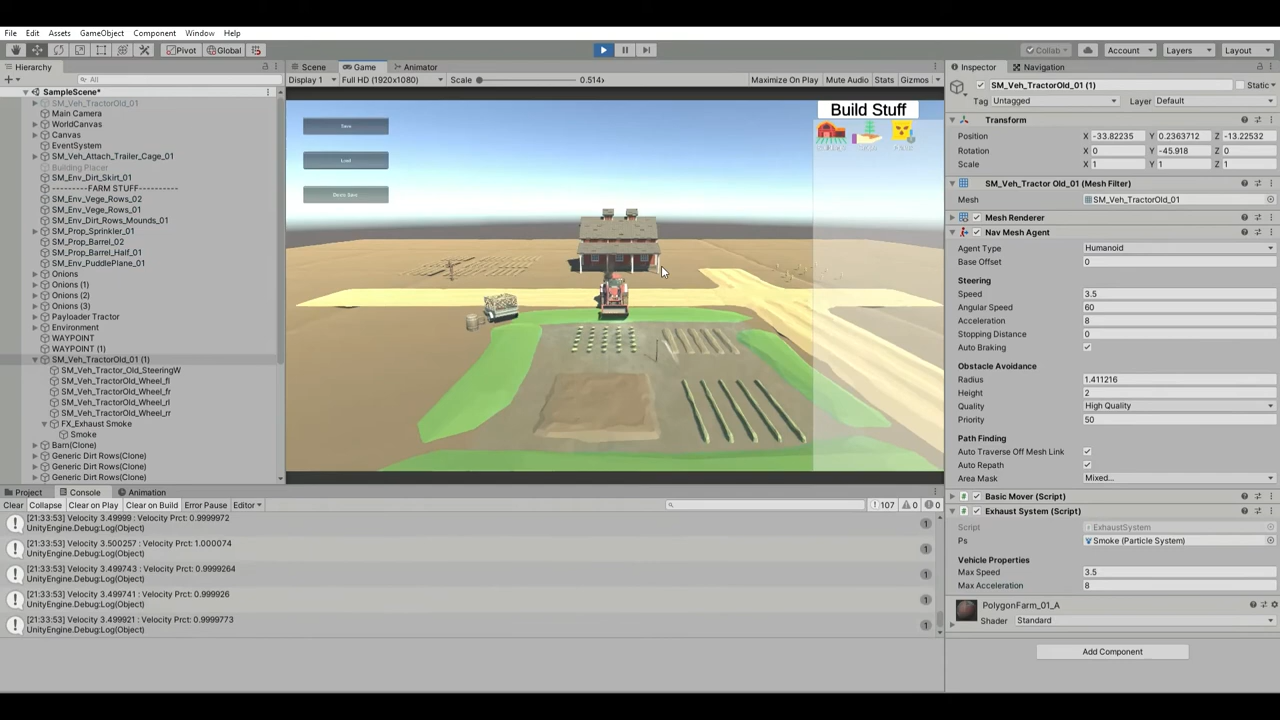 File Edit Assets GameObject Component Window Help
Pivot Global Collab Account Layers Layout
Hierarchy
All
SampleScene*
SM_Veh_TractorOld_01
Main Camera
WorldCanvas
Canvas
EventSystem
SM_Veh_Attach_Trailer_Cage_01
Building Placer
SM_Env_Dirt_Skirt_01
---------FARM STUFF---------
SM_Env_Vege_Rows_02
SM_Env_Vege_Rows_01
SM_Env_Dirt_Rows_Mounds_01
SM_Prop_Sprinkler_01
SM_Prop_Barrel_02
SM_Prop_Barrel_Half_01
SM_Env_PuddlePlane_01
Onions
Onions (1)
Onions (2)
Onions (3)
Payloader Tractor
Environment
WAYPOINT
WAYPOINT (1)
SM_Veh_TractorOld_01 (1)
SM_Veh_Tractor_Old_SteeringW
SM_Veh_TractorOld_Wheel_fl
SM_Veh_TractorOld_Wheel_fr
SM_Veh_TractorOld_Wheel_rl
SM_Veh_TractorOld_Wheel_rr
FX_Exhaust Smoke
Smoke
Barn(Clone)
Generic Dirt Rows(Clone)
Generic Dirt Rows(Clone)
Generic Dirt Rows(Clone)
Scene Game Animator
Display 1 Full HD (1920x1080) Scale 0.514x Maximize On Play Mute Audio Stats Gizmos
Build Stuff
Save
Load
Inspector Navigation
SM_Veh_TractorOld_01 (1) Static
Tag Untagged Layer Default
Transform
Position X -33.82235 Y 0.2363712 Z -13.22532
Rotation X 0 Y -45.918 Z 0
Scale X 1 Y 1 Z 1
SM_Veh_Tractor Old_01 (Mesh Filter)
Mesh SM_Veh_TractorOld_01
Mesh Renderer
Nav Mesh Agent
Agent Type Humanoid
Base Offset 0
Steering
Speed 3.5
Angular Speed 60
Acceleration 8
Stopping Distance 0
Auto Braking
Obstacle Avoidance
Radius 1.411216
Height 2
Quality High Quality
Priority 50
Path Finding
Auto Traverse Off Mesh Link
Auto Repath
Area Mask Mixed...
Basic Mover (Script)
Exhaust System (Script)
Script ExhaustSystem
Ps Smoke (Particle System)
Vehicle Properties
Max Speed 3.5
Max Acceleration 8
PolygonFarm_01_A
Shader Standard
Add Component
Project Console Animation
Clear Collapse Clear on Play Clear on Build Error Pause Editor 107 0 0
[21:33:53] Velocity 3.49999 : Velocity Prct: 0.9999972
UnityEngine.Debug:Log(Object) 1
[21:33:53] Velocity 3.500257 : Velocity Prct: 1.000074
UnityEngine.Debug:Log(Object) 1
[21:33:53] Velocity 3.499743 : Velocity Prct: 0.9999264
UnityEngine.Debug:Log(Object) 1
[21:33:53] Velocity 3.499741 : Velocity Prct: 0.999926
UnityEngine.Debug:Log(Object) 1
[21:33:53] Velocity 3.499921 : Velocity Prct: 0.9999773
UnityEngine.Debug:Log(Object) 1